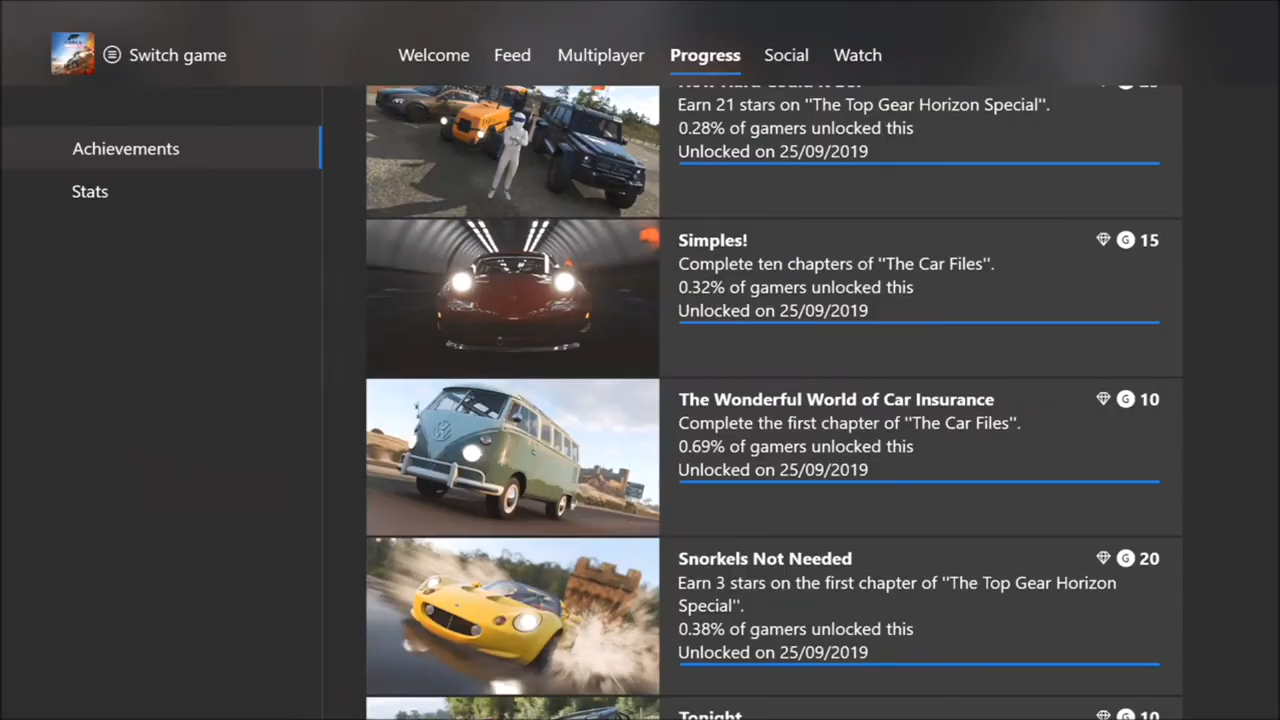 Switch game
Welcome
Feed
Multiplayer
Progress
Social
Watch
Achievements
Stats
Earn 21 stars on "The Top Gear Horizon Special".
0.28% of gamers unlocked this
Unlocked on 25/09/2019
Simples!
G 15
Complete ten chapters of "The Car Files".
0.32% of gamers unlocked this
Unlocked on 25/09/2019
The Wonderful World of Car Insurance
G 10
Complete the first chapter of "The Car Files".
0.69% of gamers unlocked this
Unlocked on 25/09/2019
Snorkels Not Needed
G 20
Earn 3 stars on the first chapter of "The Top Gear Horizon
Special".
0.38% of gamers unlocked this
Unlocked on 25/09/2019
Tonight